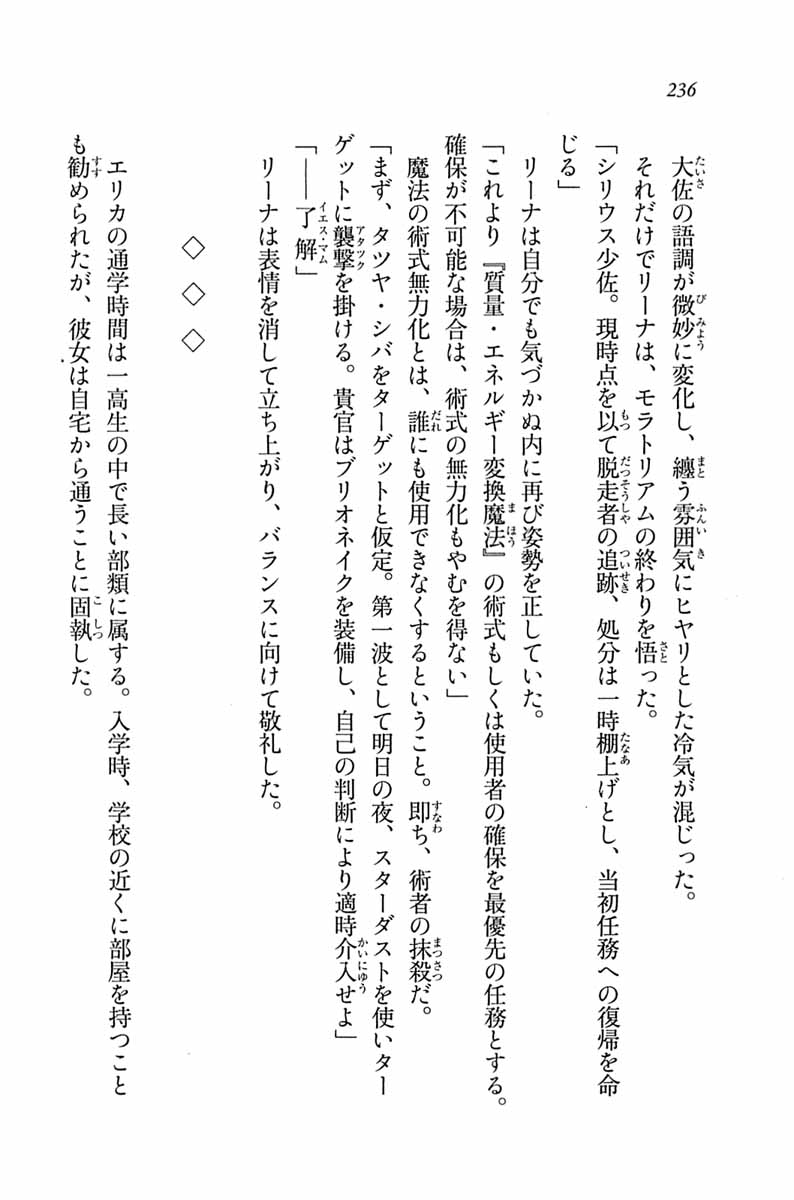 236
大佐の語調が微妙に変化し、纏う雰囲気にヒヤリとした冷気が混じった。
それだけでリーナは、モラトリアムの終わりを悟った。
「シリウス少佐。現時点を以て脱走者の追跡、処分は一時棚上げとし、当初任務への復帰を命
じる」
リーナは自分でも気づかぬ内に再び姿勢を正していた。
「これより『質量・エネルギー変換魔法』の術式もしくは使用者の確保を最優先の任務とする。
確保が不可能な場合は、術式の無力化もやむを得ない」
魔法の術式無力化とは、誰にも使用できなくするということ。即ち、術者の抹殺だ。
「まず、タツヤ・シバをターゲットと仮定。第一波として明日の夜、スターダストを使いター
ゲットに襲撃を掛ける。貴官はブリオネイクを装備し、自己の判断により適時介入せよ」
「――了解」
リーナは表情を消して立ち上がり、バランスに向けて敬礼した。
◇ ◇ ◇
エリカの通学時間は一高生の中で長い部類に属する。入学時、学校の近くに部屋を持つこと
も勧められたが、彼女は自宅から通うことに固執した。